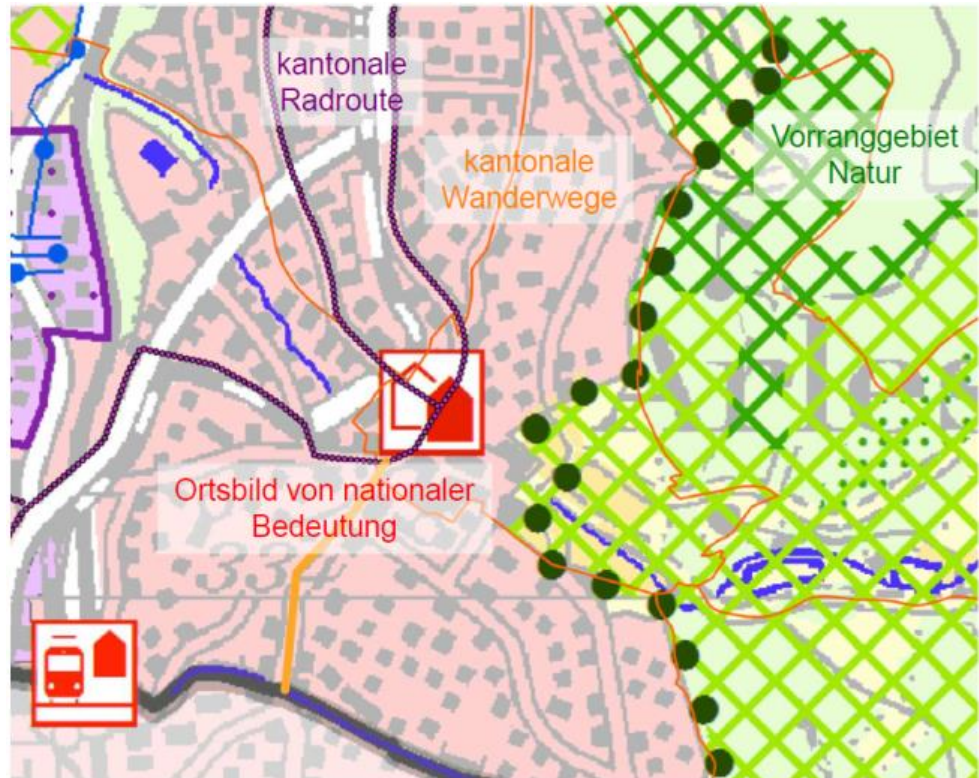 kantonale
Radroute
kantonale
Wanderwege
Vorranggebiet
Natur
Ortsbild von nationaler
Bedeutung